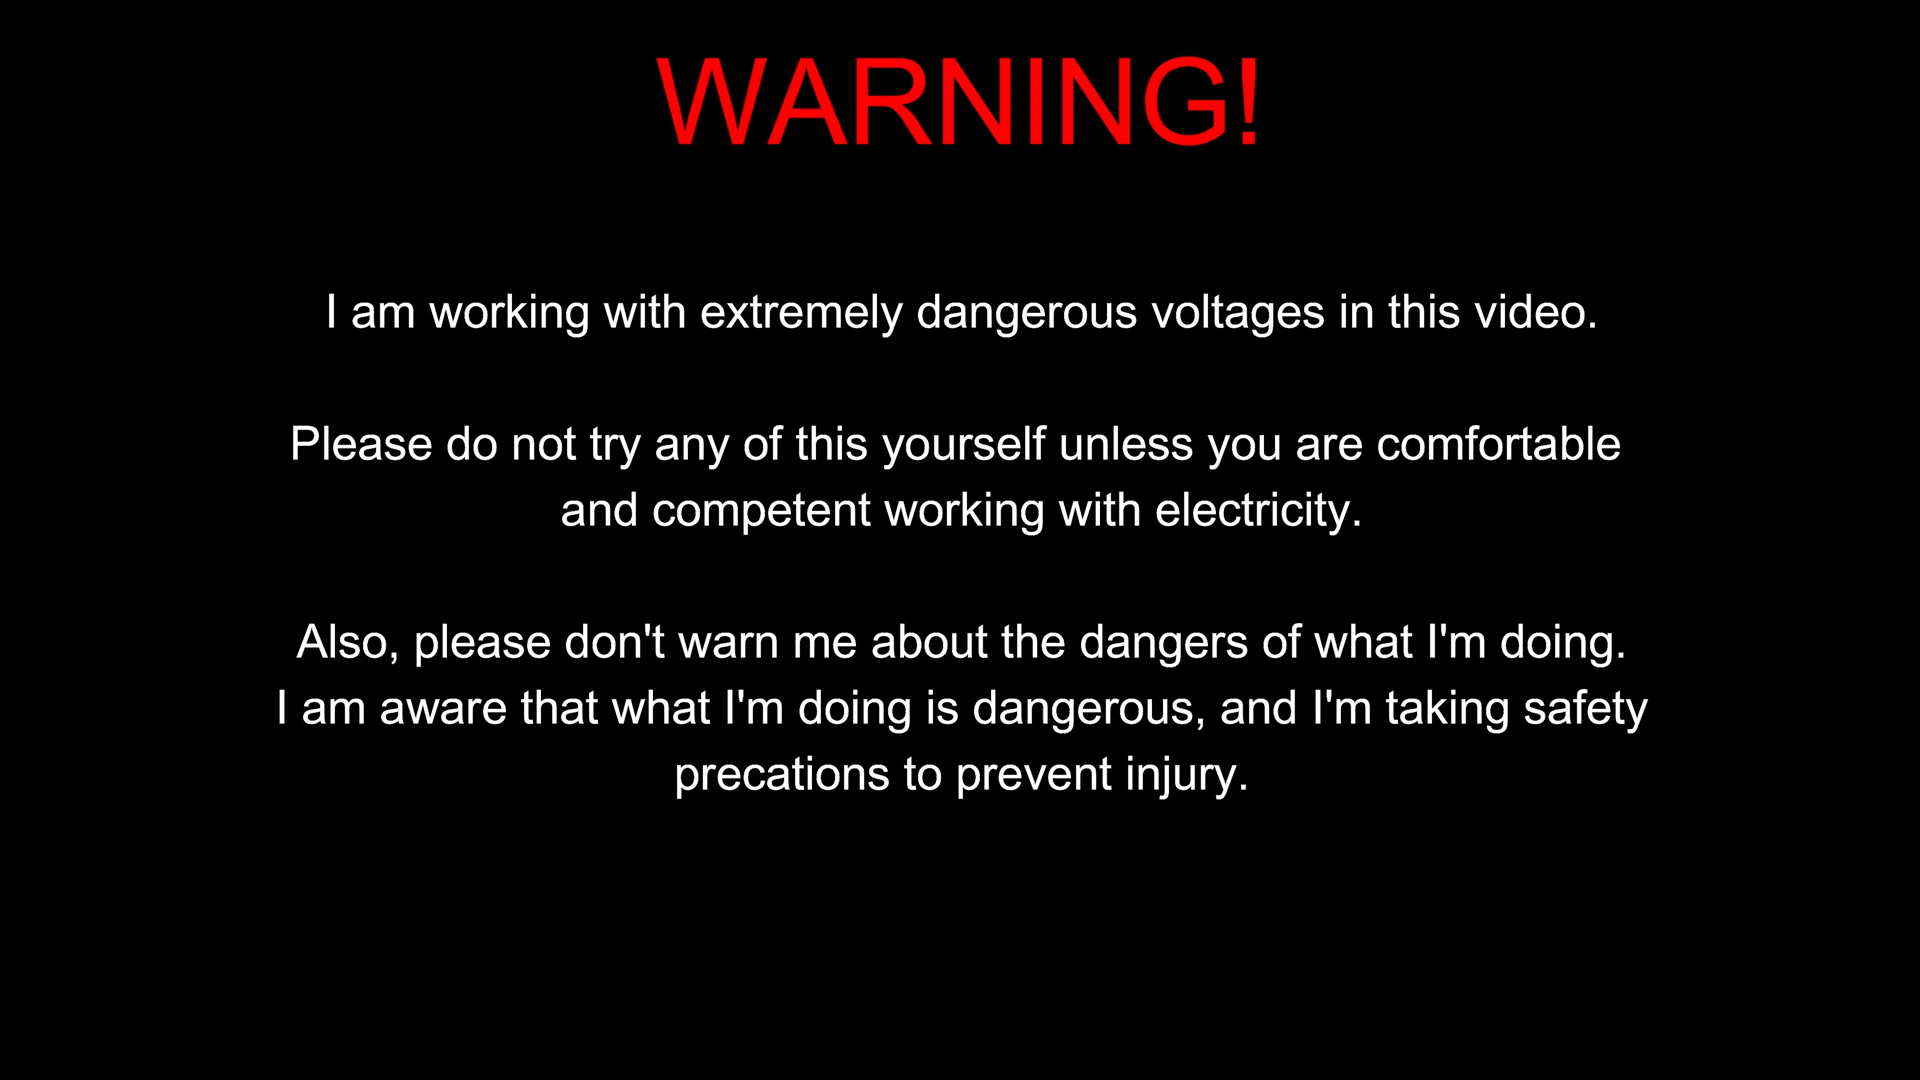 WARNING!
I am working with extremely dangerous voltages in this video.
Please do not try any of this yourself unless you are comfortable
and competent working with electricity.
Also, please don't warn me about the dangers of what I'm doing.
I am aware that what I'm doing is dangerous, and I'm taking safety
precations to prevent injury.